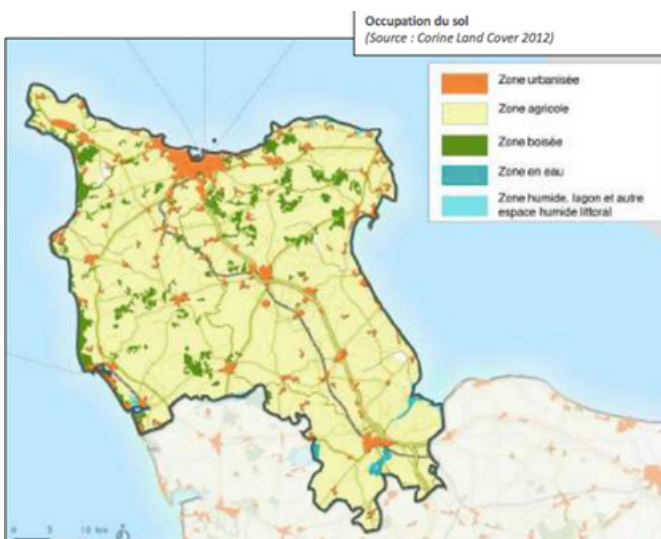 Occupation du sol
(Source : Corine Land Cover 2012)
Zone urbanisée
Zone agricole
Zone boisée
Zone en eau
Zone humide, lagon et autre
espace humide littoral
0 5 10 km